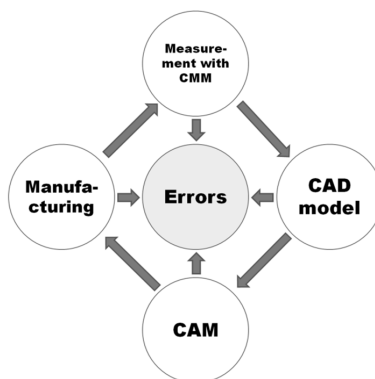 Measure-
ment with
CMM
Manufa-
cturing
Errors
CAD
model
CAM